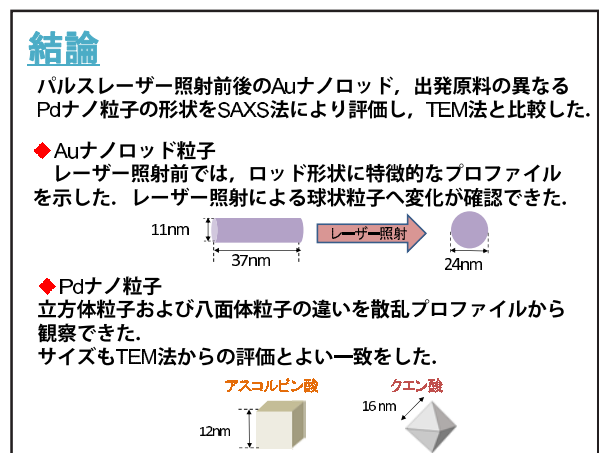 結論
パルスレーザー照射前後のAuナノロッド，出発原料の異なる
Pdナノ粒子の形状をSAXS法により評価し，TEM法と比較した．
◆Auナノロッド粒子
レーザー照射前では，ロッド形状に特徴的なプロファイル
を示した．レーザー照射による球状粒子へ変化が確認できた．
11nm
レーザー照射
37nm
24nm
◆Pdナノ粒子
立方体粒子および八面体粒子の違いを散乱プロファイルから
観察できた．
サイズもTEM法からの評価とよい一致をした．
アスコルビン酸
クエン酸
16 nm
12nm